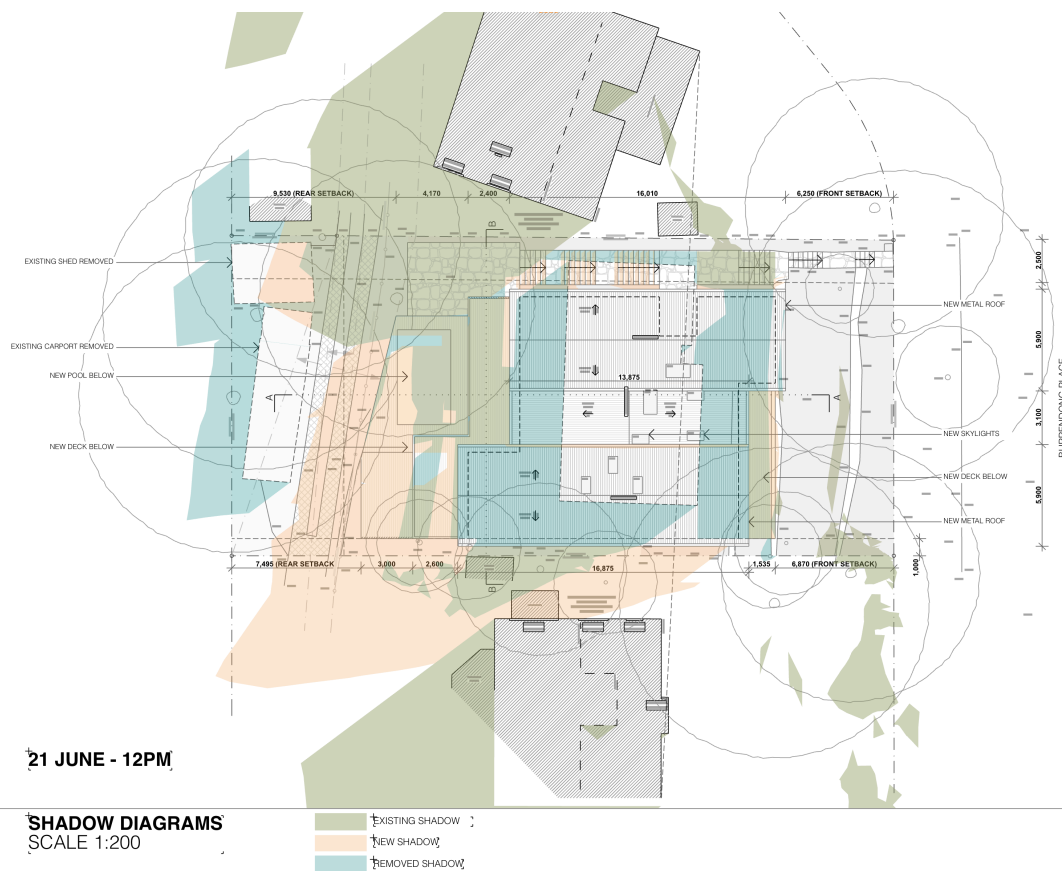 9,530 (REAR SETBACK)
4,170
2,400
16,010
6,250 (FRONT SETBACK)
B
EXISTING SHED REMOVED
2,500
NEW METAL ROOF
EXISTING CARPORT REMOVED
5,900
NEW POOL BELOW
13,875
A
A
3,100
NEW SKYLIGHTS
NEW DECK BELOW
NEW DECK BELOW
5,900
NEW METAL ROOF
7,495 (REAR SETBACK
3,000
2,600
16,875
1,535
6,870 (FRONT SETBACK)
1,000
B
21 JUNE - 12PM
SHADOW DIAGRAMS
SCALE 1:200
EXISTING SHADOW
NEW SHADOW
REMOVED SHADOW